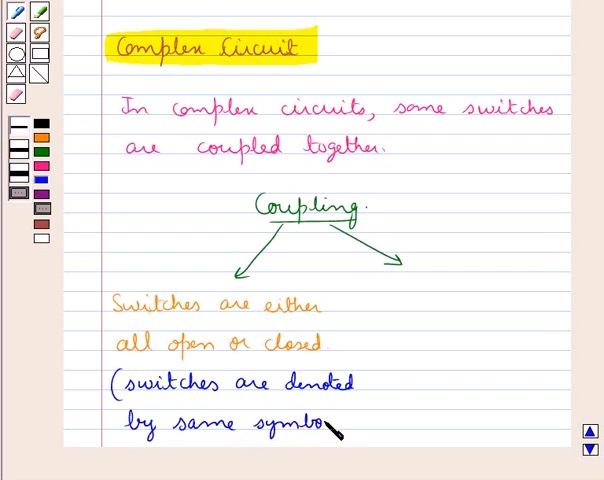 Complex Circuit
In complex circuits, some switches
are coupled together.
Coupling.
Switches are either
all open or closed.
(switches are denoted
by same symbo